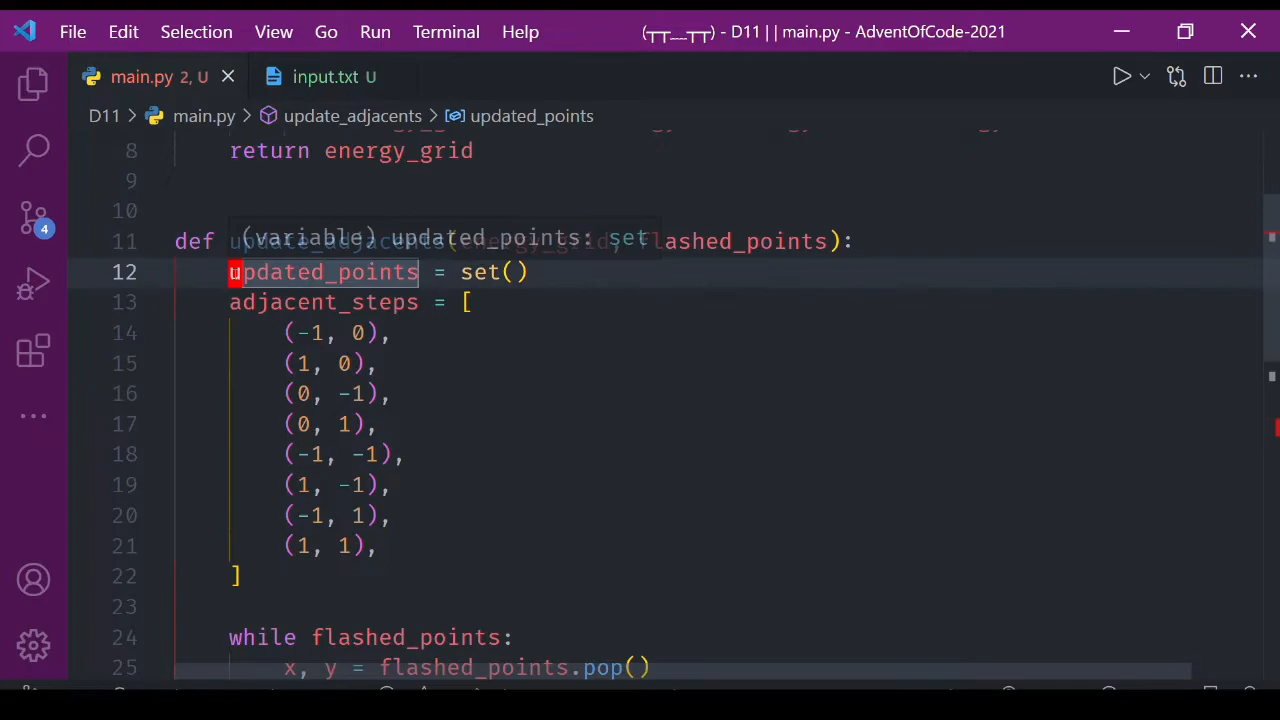 File Edit Selection View Go Run Terminal Help (┬┬﹏┬┬) - D11 | | main.py - AdventOfCode-2021
main.py 2, U input.txt U
D11 > main.py > update_adjacents > updated_points
8 return energy_grid
9
10
(variable) updated_points: set
11 def update_adjacents(energy_grid, flashed_points):
12 updated_points = set()
13 adjacent_steps = [
14 (-1, 0),
15 (1, 0),
16 (0, -1),
17 (0, 1),
18 (-1, -1),
19 (1, -1),
20 (-1, 1),
21 (1, 1),
22 ]
23
24 while flashed_points:
25 x, y = flashed_points.pop()
4